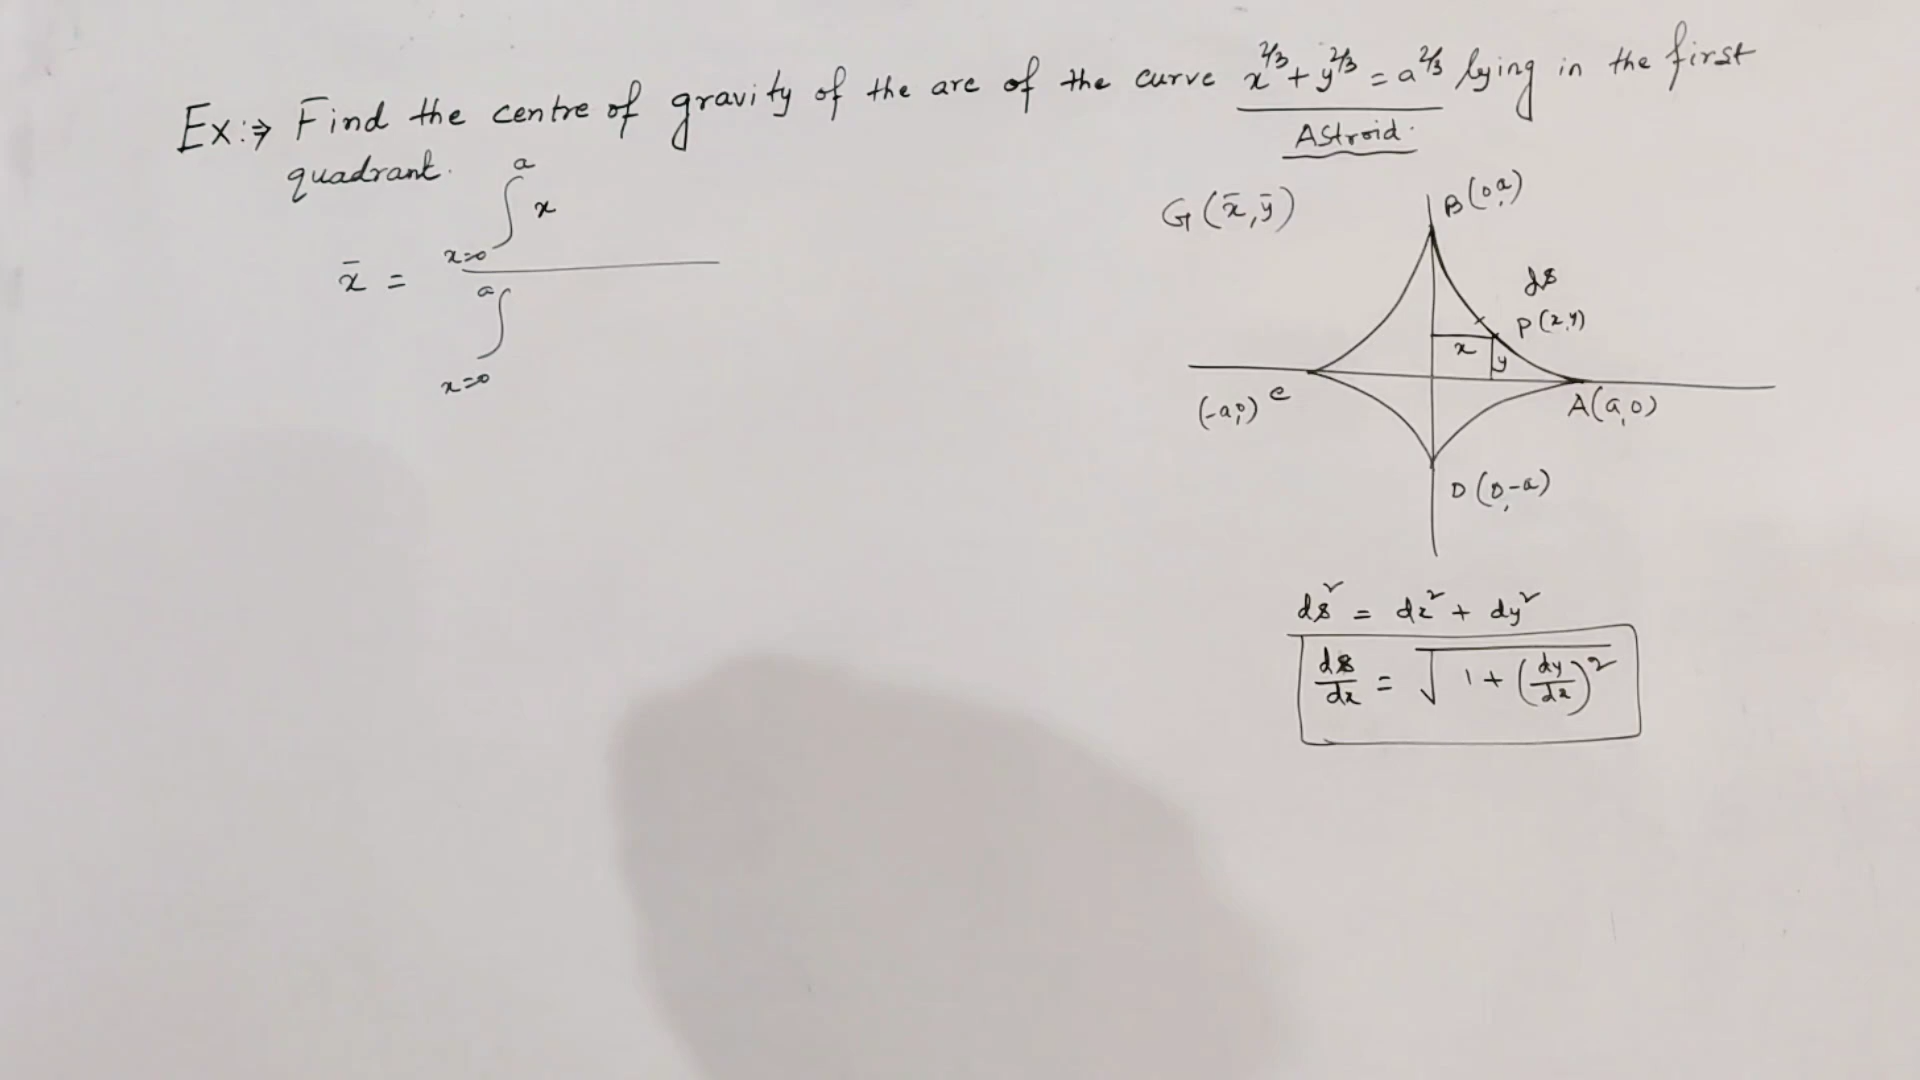 Ex:⇒ Find the centre of gravity of the arc of the curve x^2/3 + y^2/3 = a^2/3 lying in the first
Astroid.
quadrant.
x̄ = ∫ x
a
x=0
a
∫
x=0
G(x̄,ȳ)
B(0,a)
ds
P(x,y)
x
y
(-a,0) C
A(a,0)
D(0,-a)
ds² = dx² + dy²
ds/dx = √1+(dy/dx)²